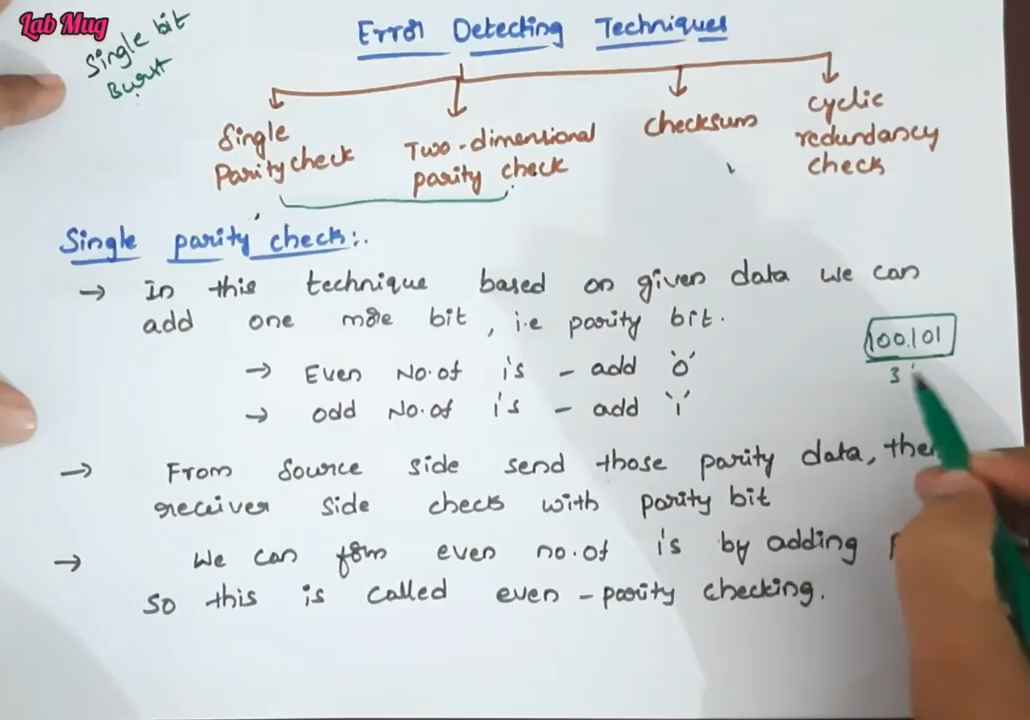 Lab Mug
Single bit
Burst
Error Detecting Techniques
Single
Parity check
Two-dimensional
parity check
checksum
cyclic
redundancy
check
Single parity check:.
→ In this technique based on given data we can
add one more bit, i.e parity bit.
→ Even No.of 1's - add '0'
→ odd No.of 1's - add '1'
100101
3
→ From source side send those parity data, then
receiver side checks with parity bit
→ We can form even no.of 1's by adding
so this is called even-parity checking.